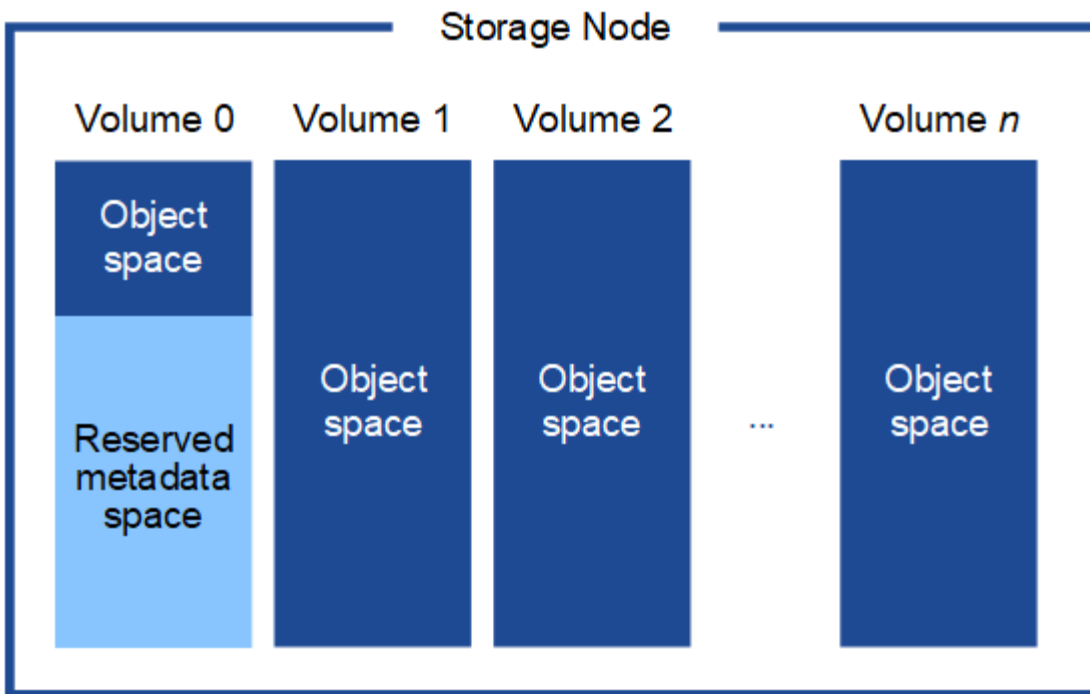 Storage Node
Volume 0
Volume 1
Volume 2
Volume n
Object
space
Reserved
metadata
space
Object
space
Object
space
...
Object
space